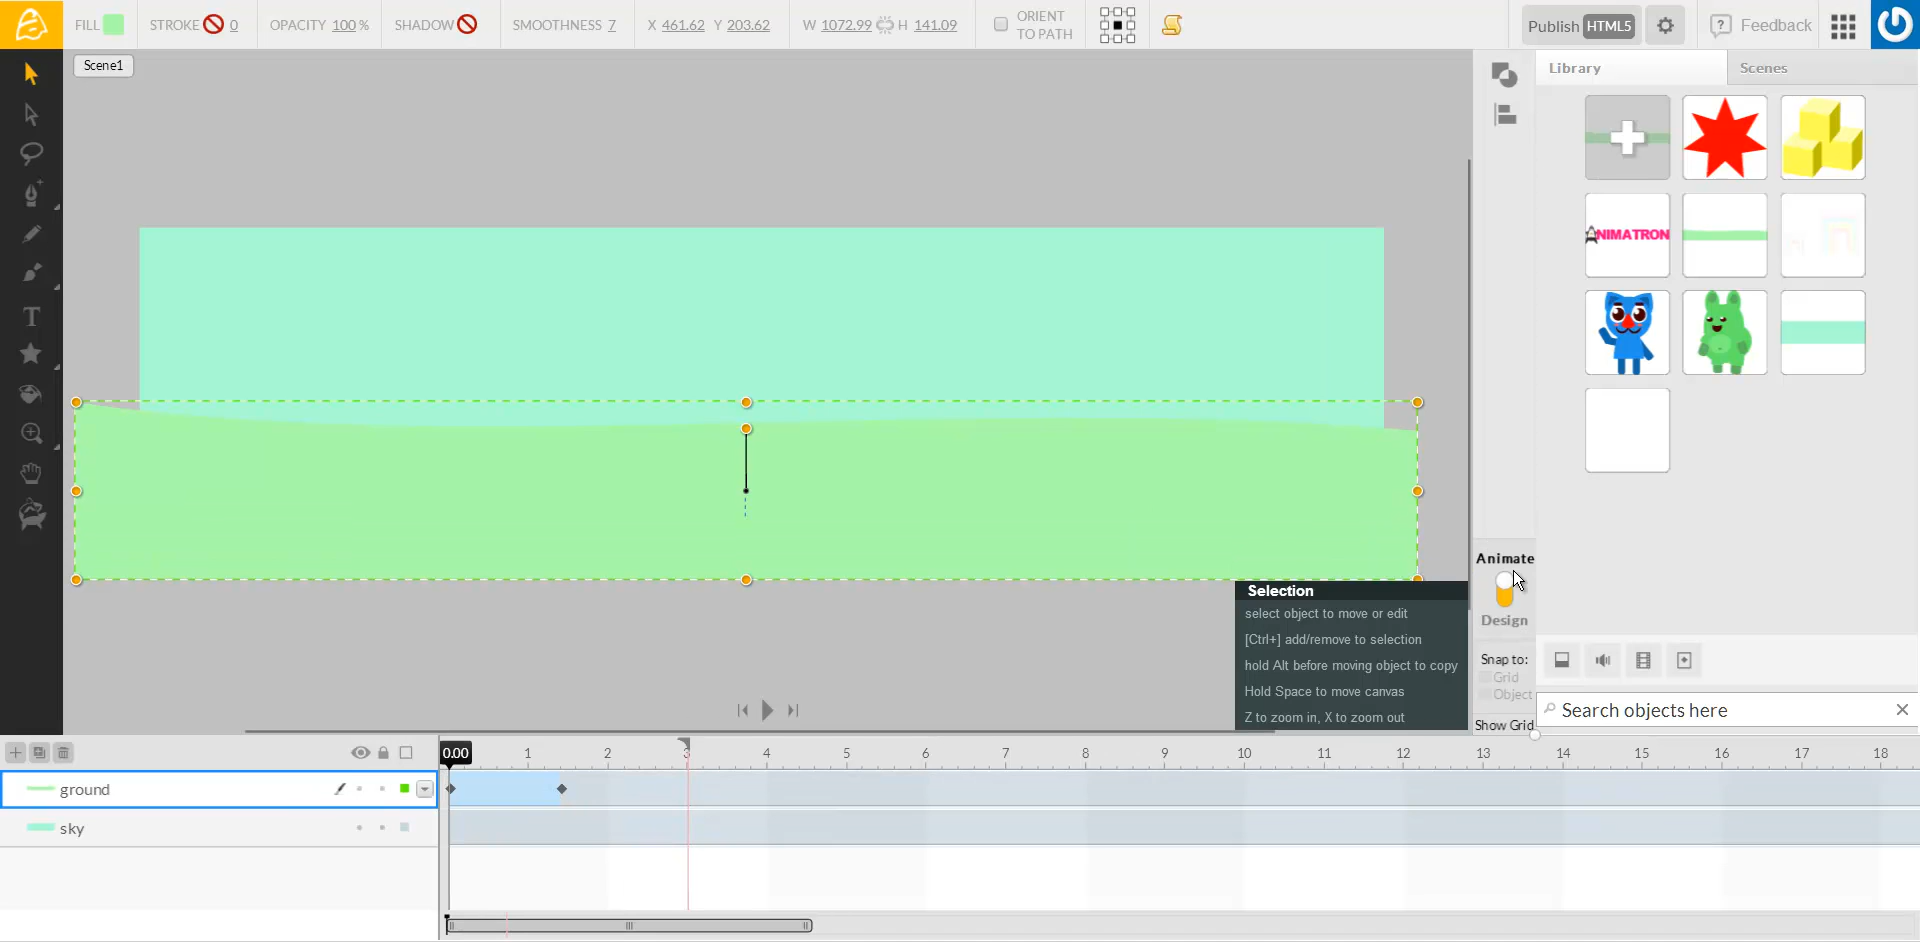 FILL STROKE 0 OPACITY 100 % SHADOW SMOOTHNESS 7 X 461.62 Y 203.62 W 1072.99 H 141.09
ORIENT
TO PATH
Publish HTML5
Feedback
Scene1
Library Scenes
NIMATRON
Animate
Design
Snap to:
Grid
Object
Show Grid
Search objects here
Selection
select object to move or edit
[Ctrl+] add/remove to selection
hold Alt before moving object to copy
Hold Space to move canvas
Z to zoom in, X to zoom out
0.00 1 2 3 4 5 6 7 8 9 10 11 12 13 14 15 16 17 18
ground
sky